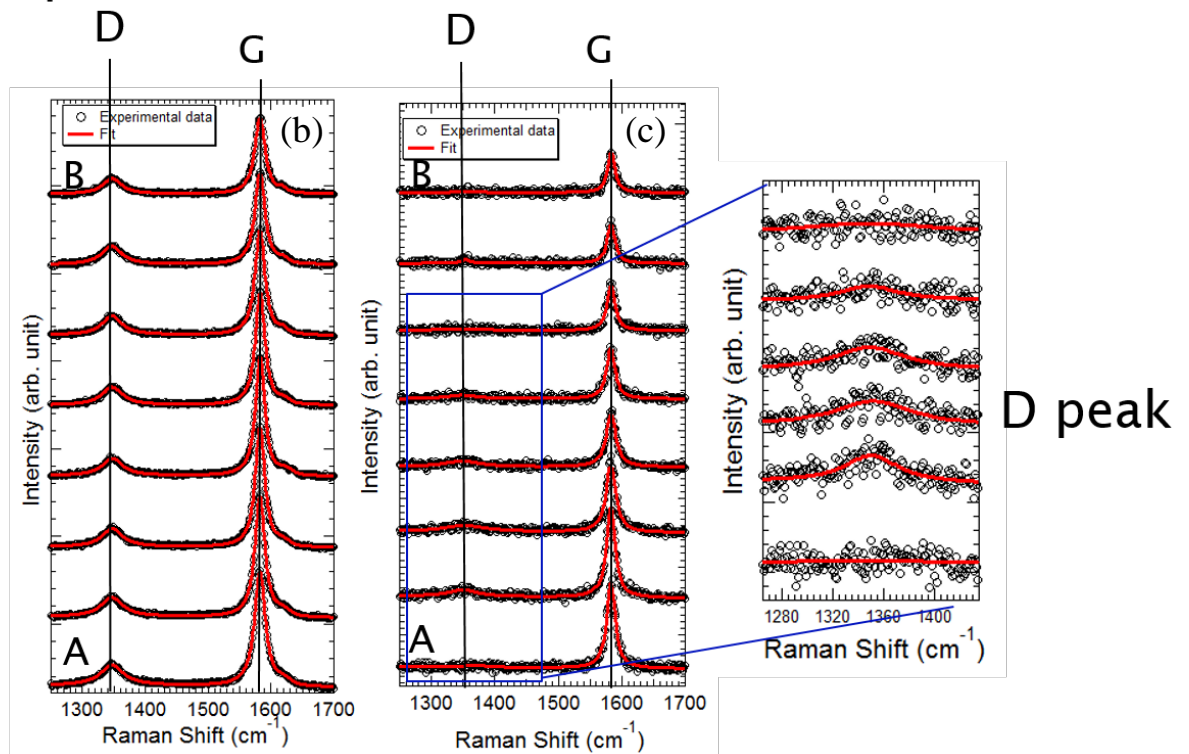 D
G
Experimental data
Fit
(b)
B
A
Intensity (arb. unit)
1300 1400 1500 1600 1700
Raman Shift (cm-1)
D
G
Experimental data
Fit
(c)
B
A
Intensity (arb. unit)
1300 1400 1500 1600 1700
Raman Shift (cm-1)
Intensity (arb. unit)
1280 1320 1360 1400
Raman Shift (cm-1)
D peak